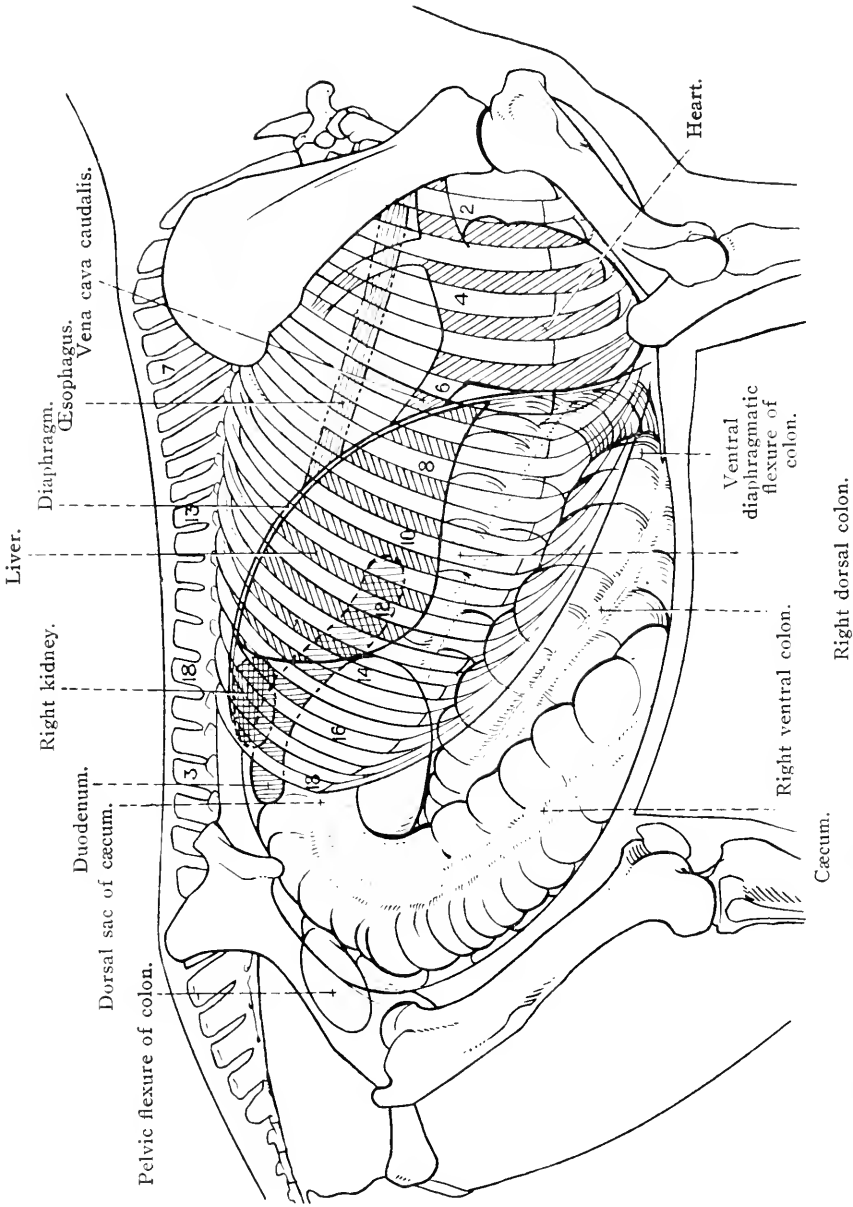 Liver.
Right kidney.
Diaphragm.
Œsophagus.
Vena cava caudalis.
Duodenum.
Dorsal sac of cæcum.
Pelvic flexure of colon.
3
18
13
7
2
4
6
8
10
12
14
16
18
Heart.
Ventral
diaphragmatic
flexure of
colon.
Right dorsal colon.
Right ventral colon.
Cæcum.